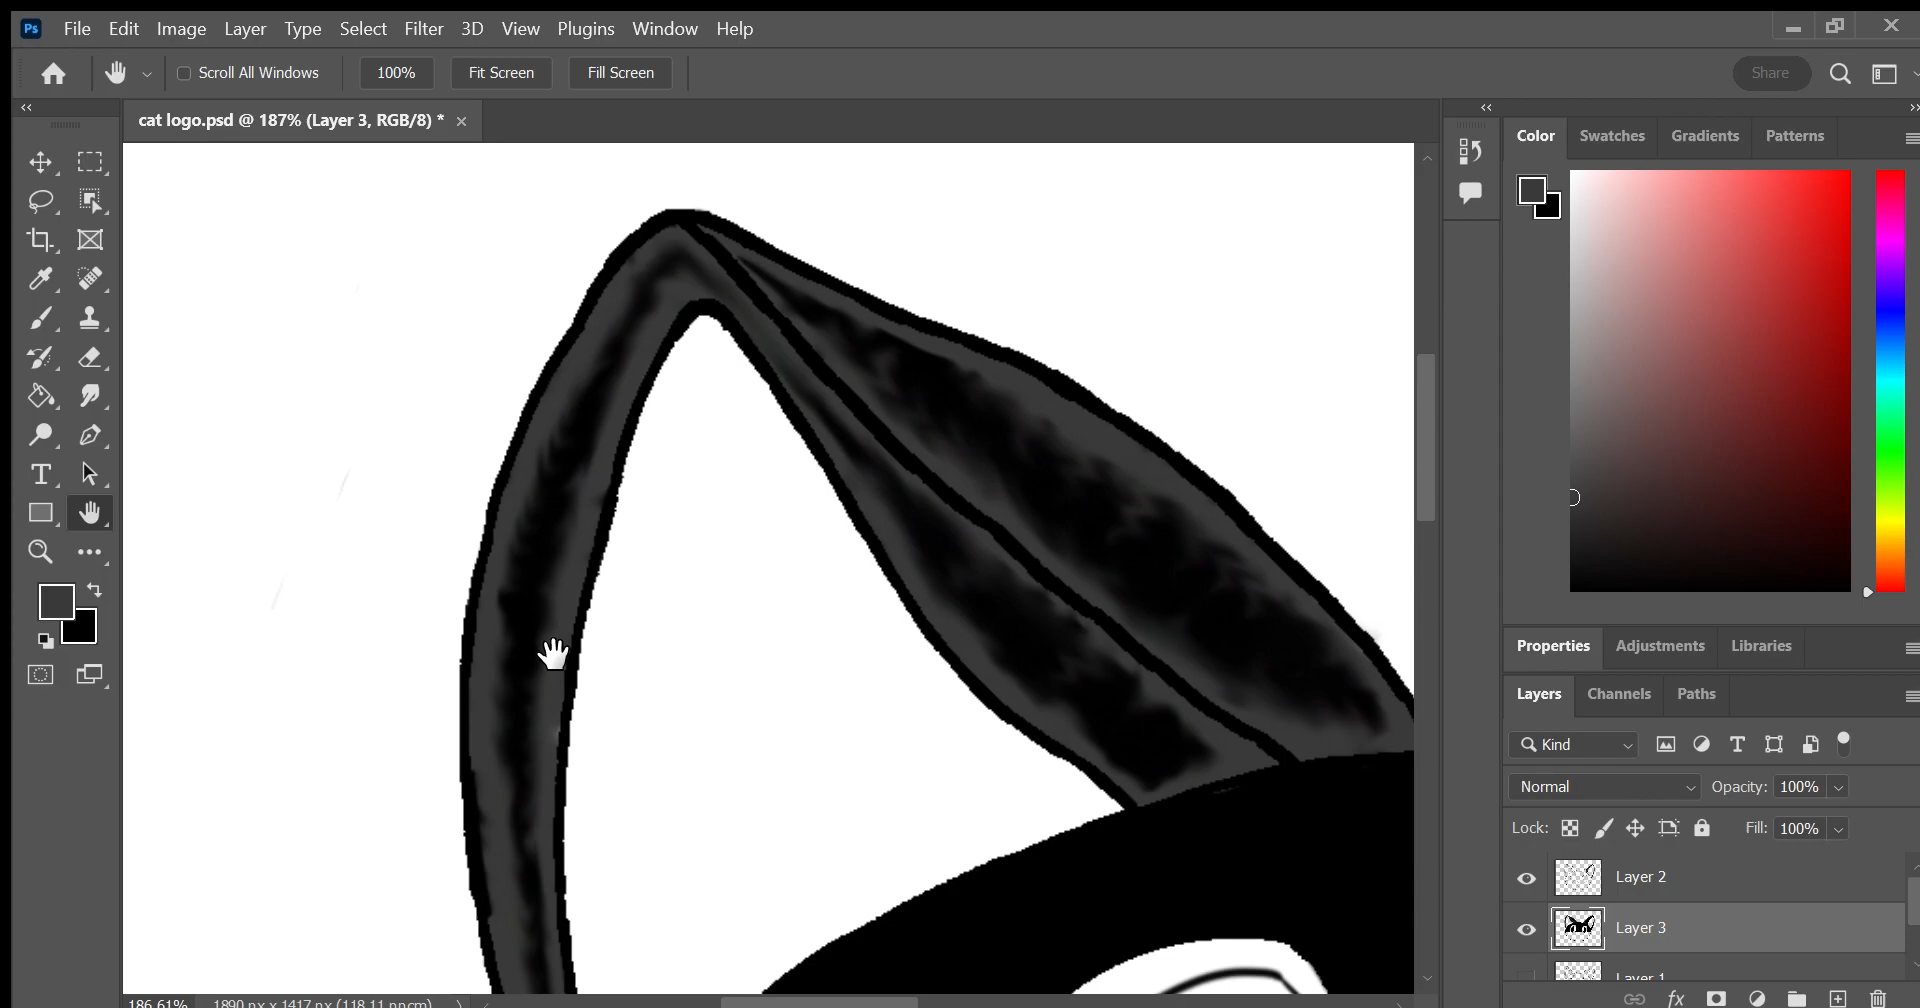 Ps File Edit Image Layer Type Select Filter 3D View Plugins Window Help
Scroll All Windows 100% Fit Screen Fill Screen Share
cat logo.psd @ 187% (Layer 3, RGB/8) *
Color Swatches Gradients Patterns
Properties Adjustments Libraries
Layers Channels Paths
Kind
Normal Opacity: 100%
Lock: Fill: 100%
Layer 2
Layer 3
Layer 1
186.61% 1890 px x 1417 px (118.11 ppcm)
fx